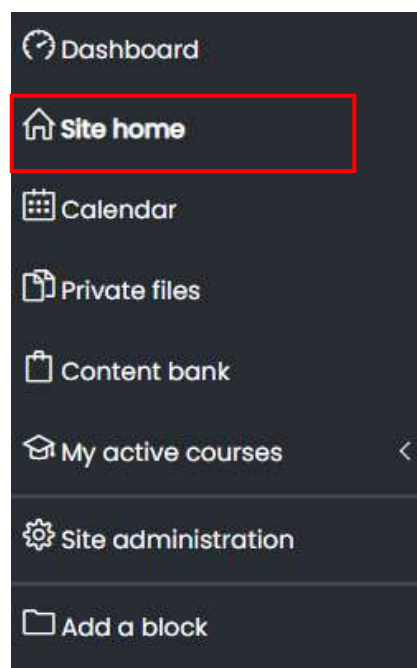 Dashboard
Site home
Calendar
Private files
Content bank
My active courses
Site administration
Add a block